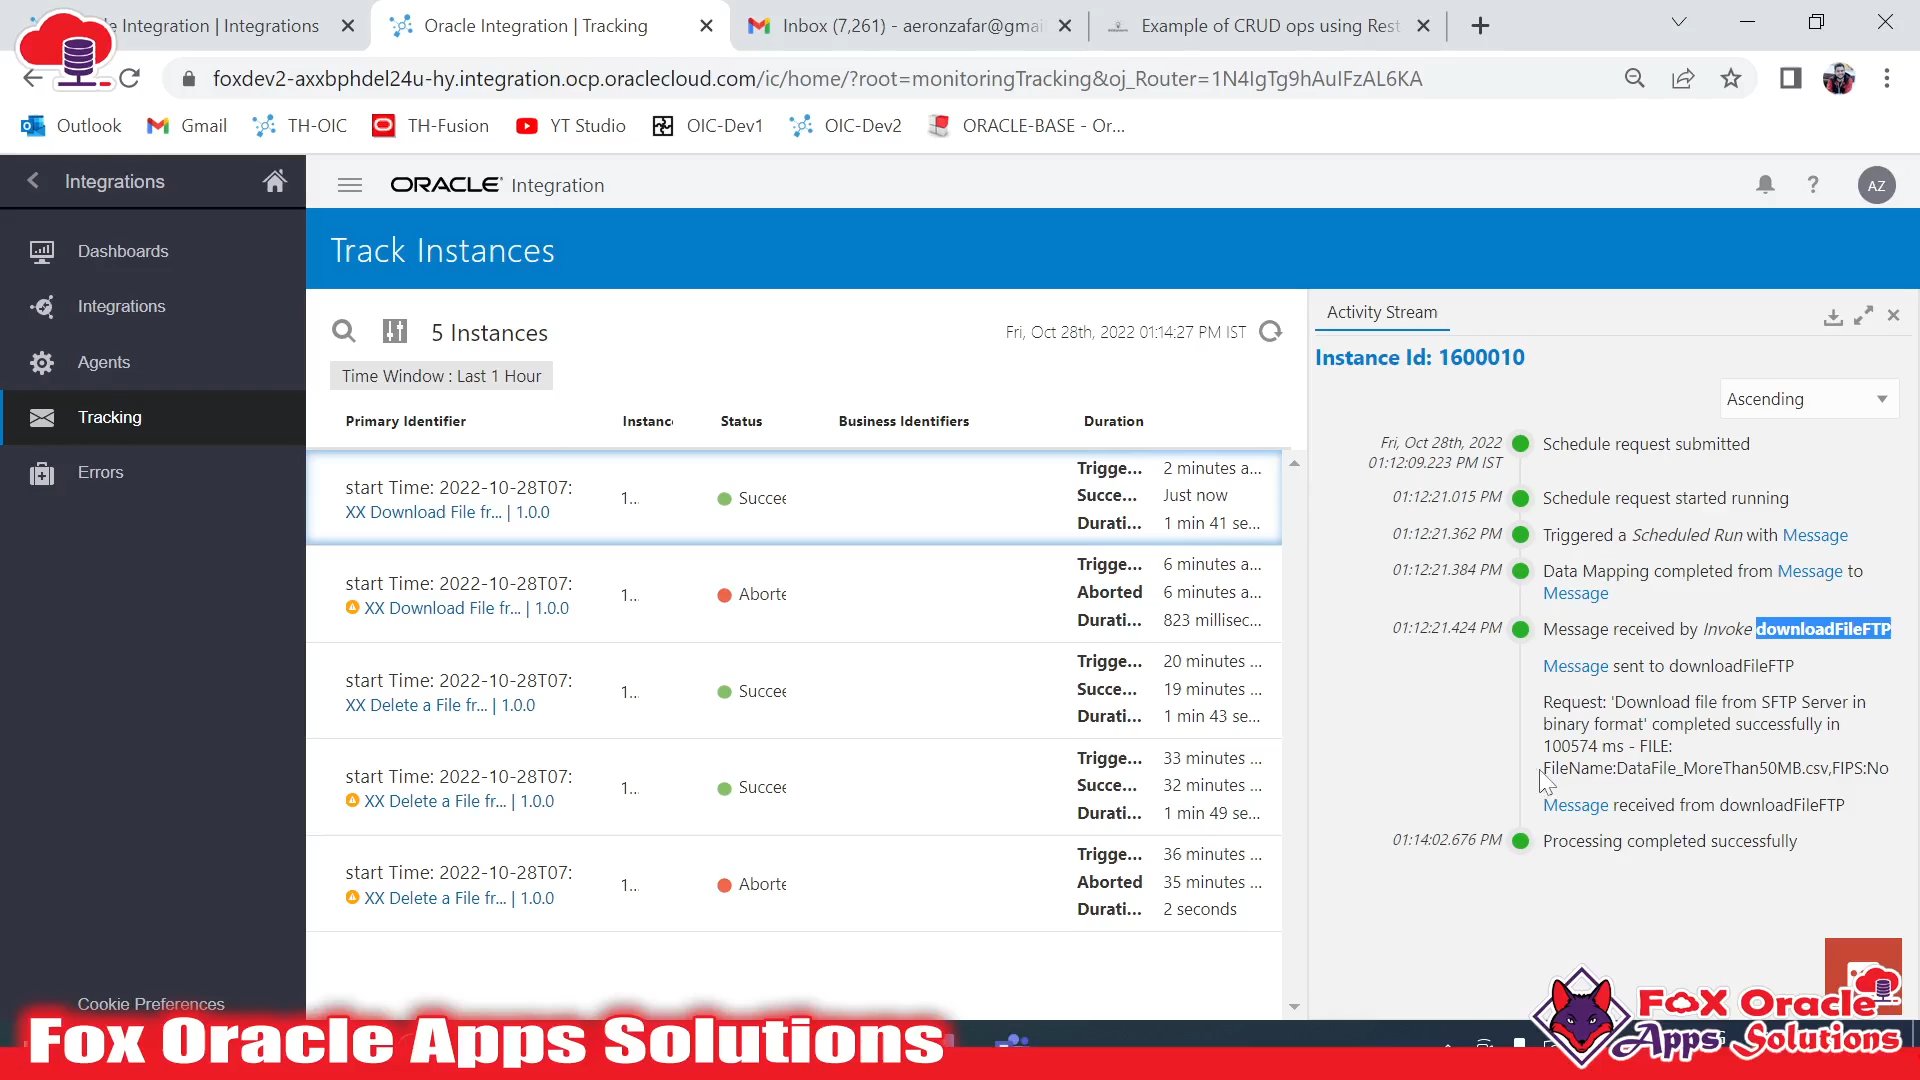 le Integration | Integrations
Oracle Integration | Tracking
Inbox (7,261) - aeronzafar@gmai
Example of CRUD ops using Rest
foxdev2-axxbphdel24u-hy.integration.ocp.oraclecloud.com/ic/home/?root=monitoringTracking&oj_Router=1N4IgTg9hAuIFzAL6KA
Outlook
Gmail
TH-OIC
TH-Fusion
YT Studio
OIC-Dev1
OIC-Dev2
ORACLE-BASE - Or...
Integrations
ORACLE Integration
AZ
Dashboards
Integrations
Agents
Tracking
Errors
Cookie Preferences
Track Instances
5 Instances
Fri, Oct 28th, 2022 01:14:27 PM IST
Time Window : Last 1 Hour
Primary Identifier
Instanc
Status
Business Identifiers
Duration
start Time: 2022-10-28T07:
XX Download File fr... | 1.0.0
1..
Succee
Trigge... 2 minutes a...
Succe... Just now
Durati... 1 min 41 se...
start Time: 2022-10-28T07:
XX Download File fr... | 1.0.0
1..
Aborte
Trigge... 6 minutes a...
Aborted 6 minutes a...
Durati... 823 millisec...
start Time: 2022-10-28T07:
XX Delete a File fr... | 1.0.0
1..
Succee
Trigge... 20 minutes ...
Succe... 19 minutes ...
Durati... 1 min 43 se...
start Time: 2022-10-28T07:
XX Delete a File fr... | 1.0.0
1..
Succee
Trigge... 33 minutes ...
Succe... 32 minutes ...
Durati... 1 min 49 se...
start Time: 2022-10-28T07:
XX Delete a File fr... | 1.0.0
1..
Aborte
Trigge... 36 minutes ...
Aborted 35 minutes ...
Durati... 2 seconds
Activity Stream
Instance Id: 1600010
Ascending
Fri, Oct 28th, 2022
01:12:09.223 PM IST
Schedule request submitted
01:12:21.015 PM
Schedule request started running
01:12:21.362 PM
Triggered a Scheduled Run with Message
01:12:21.384 PM
Data Mapping completed from Message to
Message
01:12:21.424 PM
Message received by Invoke downloadFileFTP
Message sent to downloadFileFTP
Request: 'Download file from SFTP Server in
binary format' completed successfully in
100574 ms - FILE:
FileName:DataFile_MoreThan50MB.csv,FIPS:No
Message received from downloadFileFTP
01:14:02.676 PM
Processing completed successfully
Fox Oracle Apps Solutions
Fox Oracle
Apps Solutions